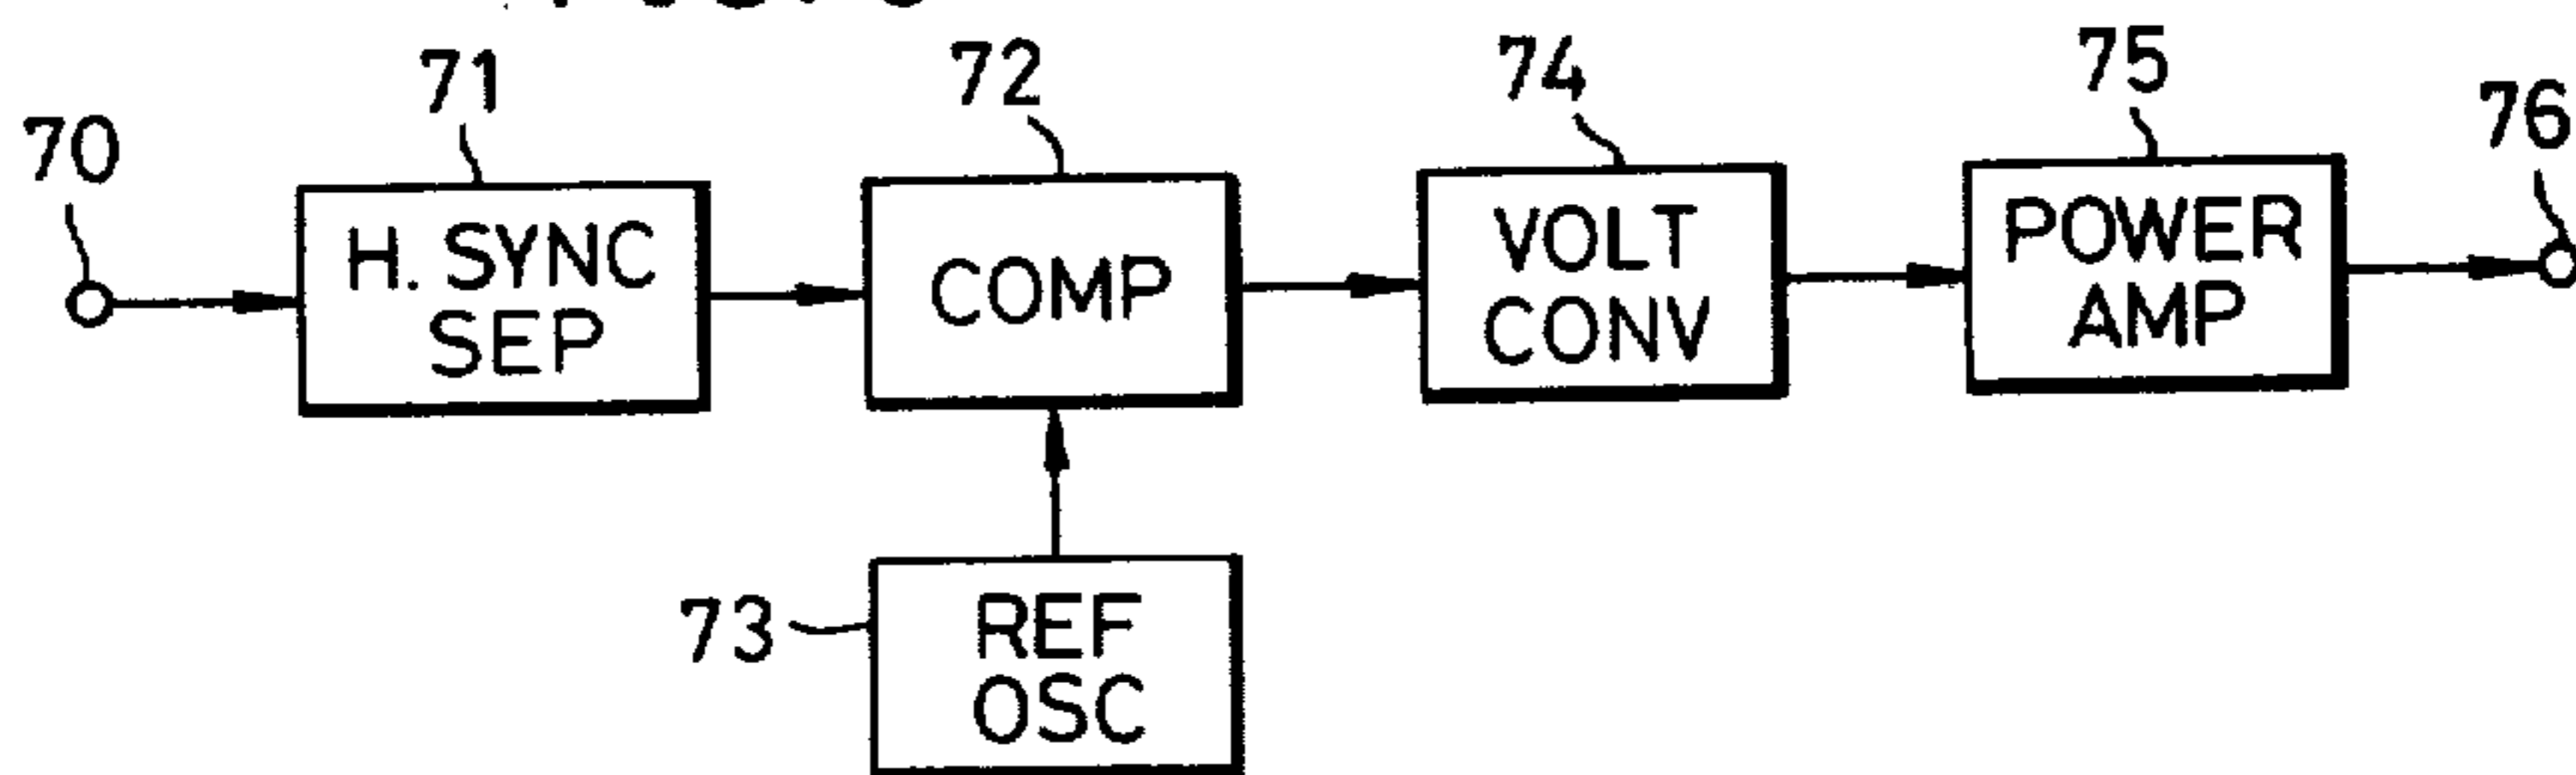 70
71
72
74
75
76
H. SYNC
SEP
COMP
VOLT
CONV
POWER
AMP
73
REF
OSC